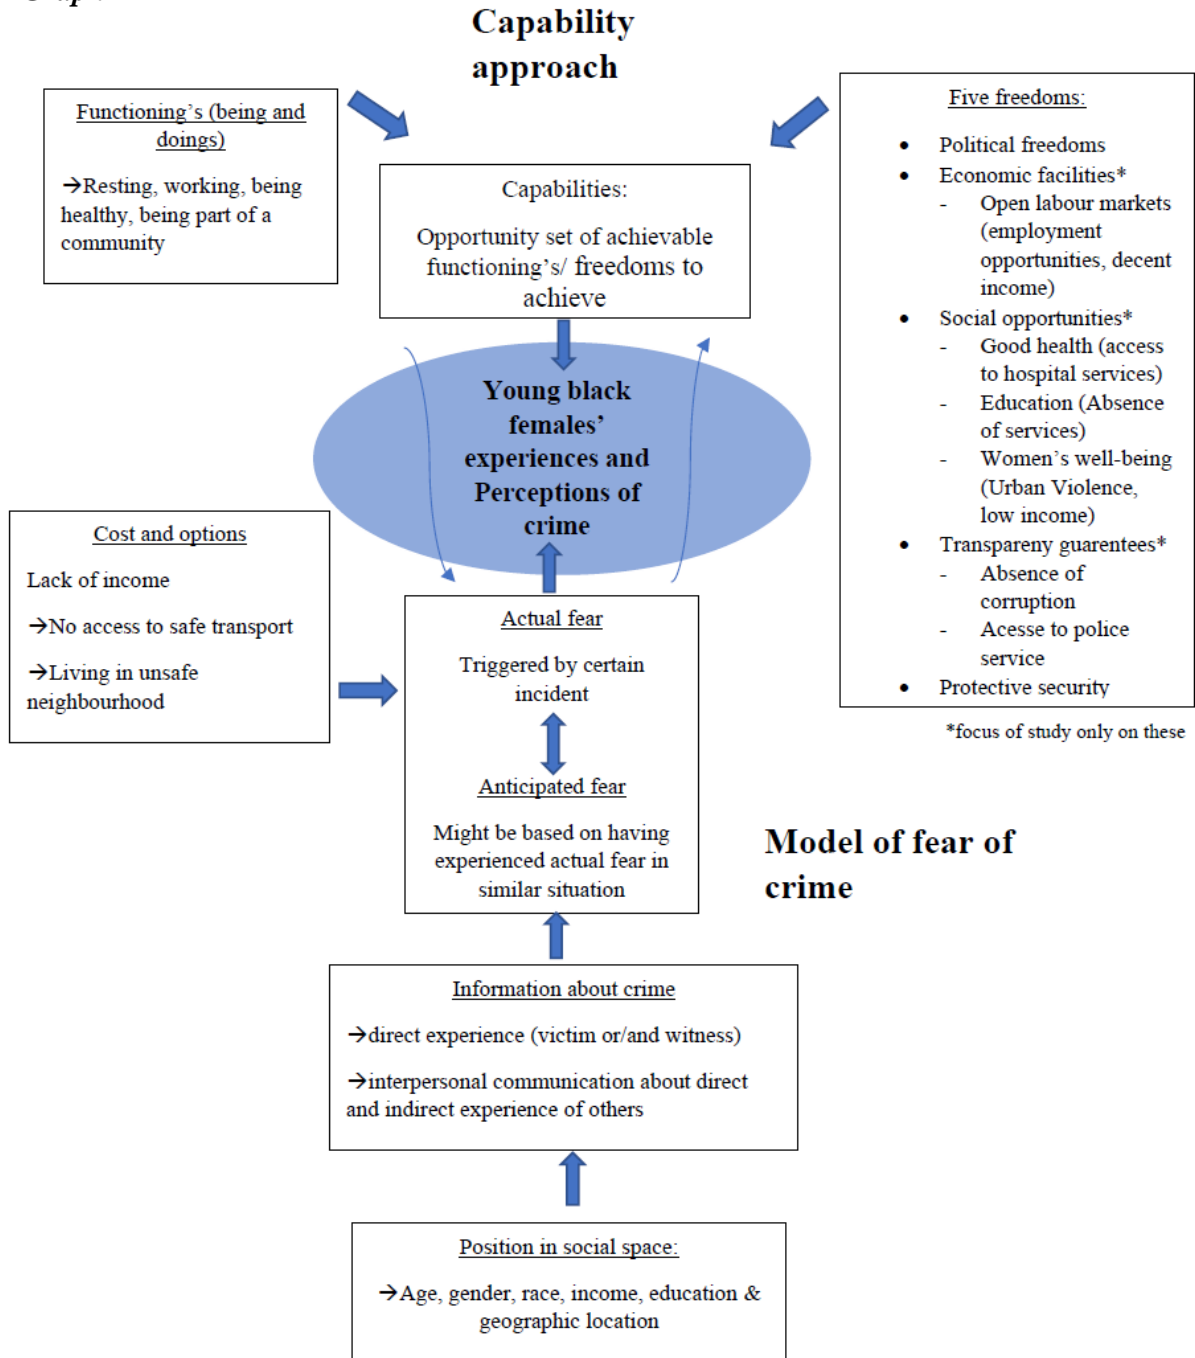 Capability
approach
Functioning's (being and
doings)
→Resting, working, being
healthy, being part of a
community
Capabilities:
Opportunity set of achievable
functioning's/ freedoms to
achieve
Five freedoms:
• Political freedoms
• Economic facilities*
- Open labour markets
(employment
opportunities, decent
income)
• Social opportunities*
- Good health (access
to hospital services)
- Education (Absence
of services)
- Women's well-being
(Urban Violence,
low income)
• Transpareny guarentees*
- Absence of
corruption
- Acesse to police
service
• Protective security
*focus of study only on these
Young black
females'
experiences and
Perceptions of
crime
Cost and options
Lack of income
→No access to safe transport
→Living in unsafe
neighbourhood
Actual fear
Triggered by certain
incident
Anticipated fear
Might be based on having
experienced actual fear in
similar situation
Model of fear of
crime
Information about crime
→direct experience (victim or/and witness)
→interpersonal communication about direct
and indirect experience of others
Position in social space:
→Age, gender, race, income, education &
geographic location